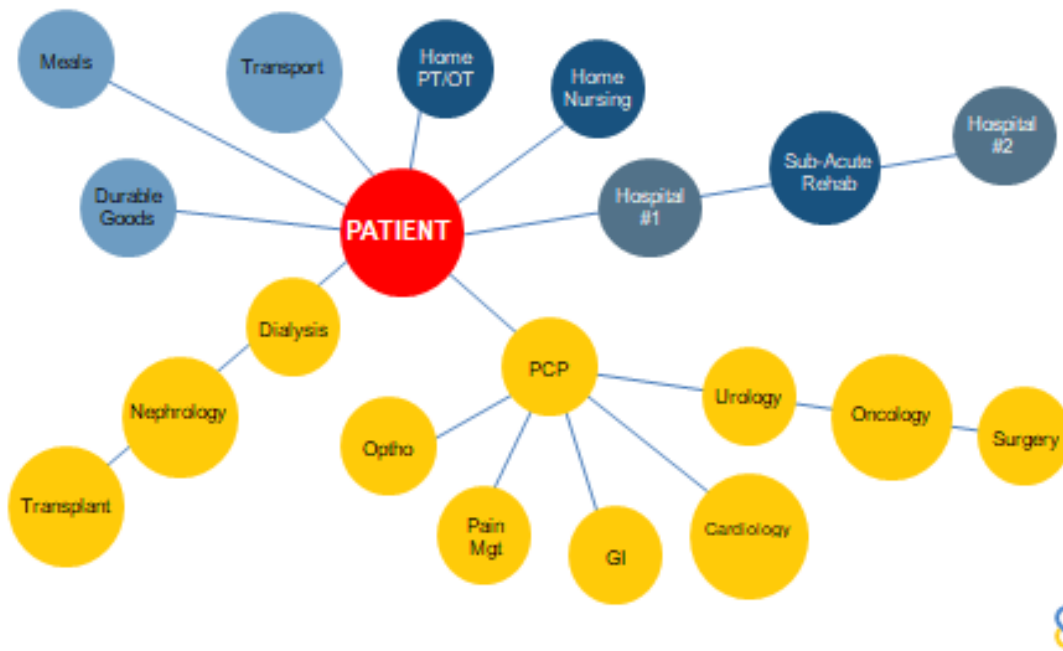 Meals
Transport
Home
PT/OT
Home
Nursing
Hospital
#2
Sub-Acute
Rehab
Durable
Goods
Hospital
#1
PATIENT
Dialysis
PCP
Nephrology
Urology
Oncology
Optho
Surgery
Transplant
Pain
Mgt
GI
Cardiology